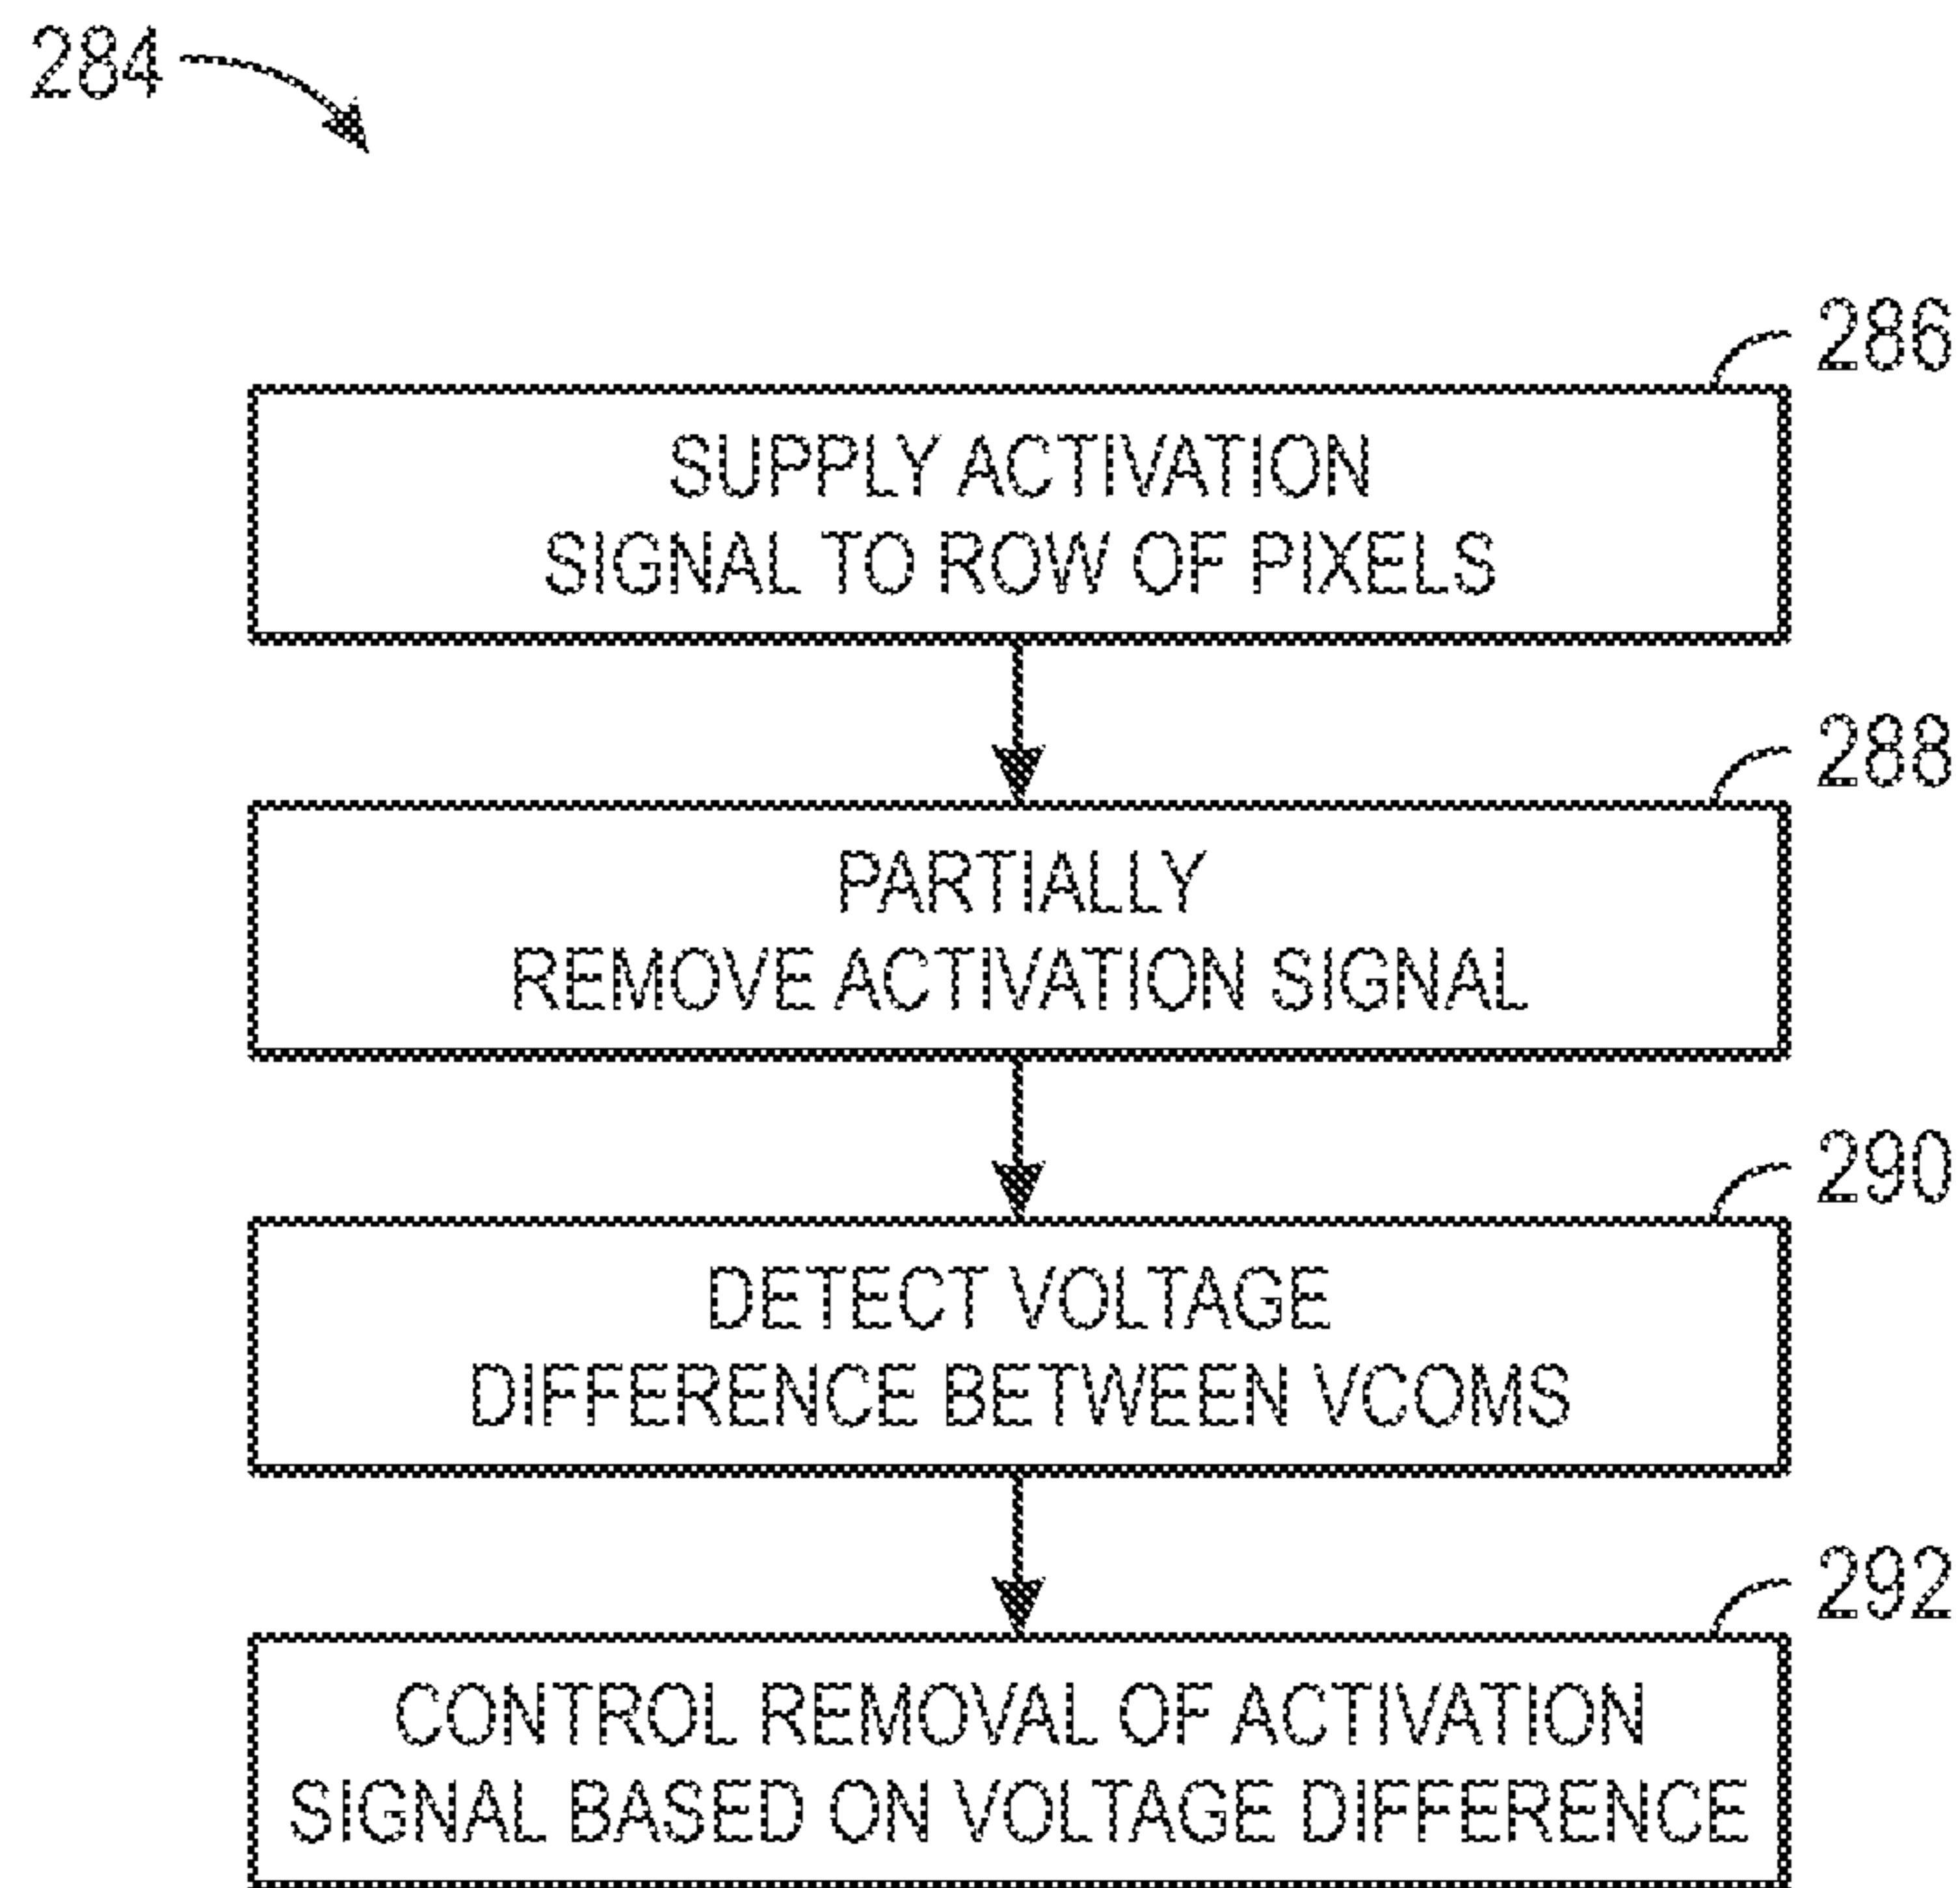 284
286
SUPPLY ACTIVATION
SIGNAL TO ROW OF PIXELS
288
PARTIALLY
REMOVE ACTIVATION SIGNAL
290
DETECT VOLTAGE
DIFFERENCE BETWEEN VCOMS
292
CONTROL REMOVAL OF ACTIVATION
SIGNAL BASED ON VOLTAGE DIFFERENCE